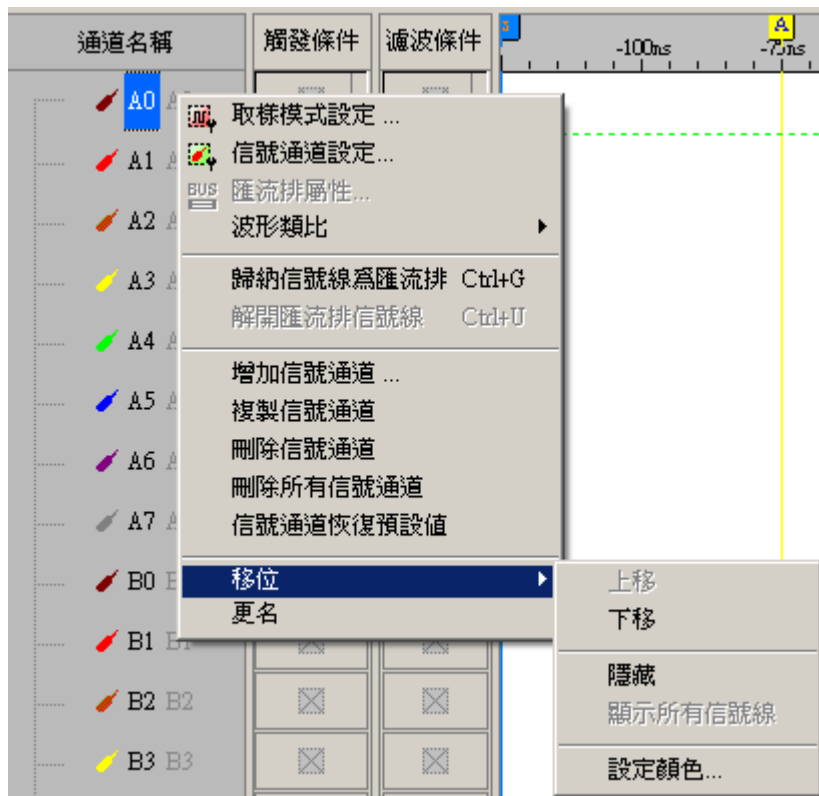 通道名稱
觸發條件
濾波條件
-100ns
A
-75ns
A0
A1
A2
A3
A4
A5
A6
A7
B0
B1 B1
B2 B2
B3 B3
取樣模式設定 ...
信號通道設定...
BUS 匯流排屬性...
波形類比
歸納信號線爲匯流排 Ctrl+G
解開匯流排信號線 Ctrl+U
增加信號通道 ...
複製信號通道
刪除信號通道
刪除所有信號通道
信號通道恢復預設值
移位
更名
上移
下移
隱藏
顯示所有信號線
設定顏色...